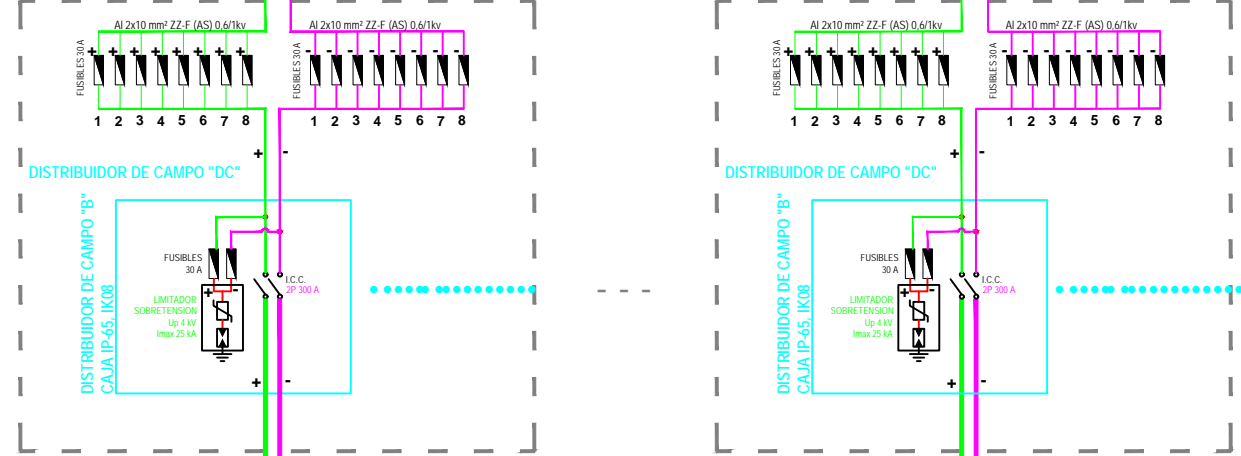 Al 2x10 mm² ZZ-F (AS) 0,6/1kv
Al 2x10 mm² ZZ-F (AS) 0,6/1kv
FUSIBLES 30 A
+ + + + + + + +
FUSIBLES 30 A
- - - - - - - -
1 2 3 4 5 6 7 8
1 2 3 4 5 6 7 8
+ -
DISTRIBUIDOR DE CAMPO "DC"
DISTRIBUIDOR DE CAMPO "B"
CAJA IP-65, IK08
FUSIBLES
30 A
I.C.C.
2P 300 A
+ -
LIMITADOR
SOBRETENSION
Up 4 kV
Imax 25 kA
+ -
Al 2x10 mm² ZZ-F (AS) 0,6/1kv
Al 2x10 mm² ZZ-F (AS) 0,6/1kv
FUSIBLES 30 A
+ + + + + + + +
FUSIBLES 30 A
- - - - - - - -
1 2 3 4 5 6 7 8
1 2 3 4 5 6 7 8
+ -
DISTRIBUIDOR DE CAMPO "DC"
DISTRIBUIDOR DE CAMPO "B"
CAJA IP-65, IK08
FUSIBLES
30 A
I.C.C.
2P 300 A
+ -
LIMITADOR
SOBRETENSION
Up 4 kV
Imax 25 kA
+ -